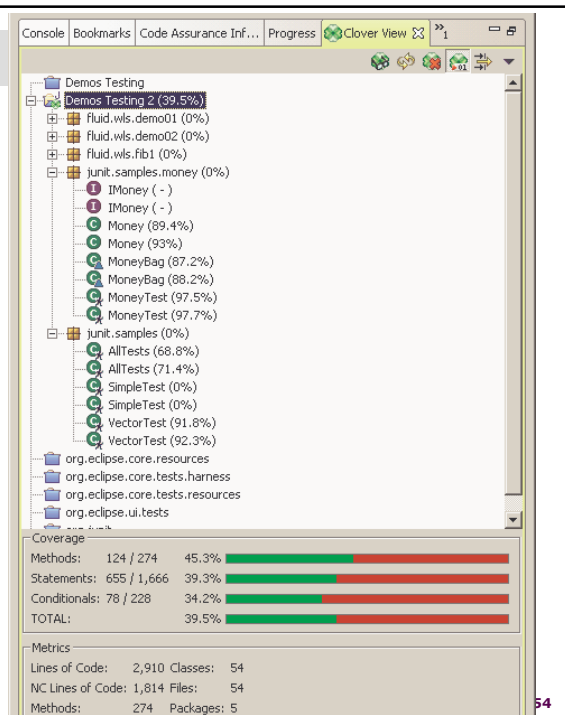 Console Bookmarks Code Assurance Inf... Progress Clover View »1
Demos Testing
Demos Testing 2 (39.5%)
fluid.wls.demo01 (0%)
fluid.wls.demo02 (0%)
fluid.wls.fib1 (0%)
junit.samples.money (0%)
I IMoney ( - )
I IMoney ( - )
C Money (89.4%)
C Money (93%)
C MoneyBag (87.2%)
C MoneyBag (88.2%)
C MoneyTest (97.5%)
C MoneyTest (97.7%)
junit.samples (0%)
C AllTests (68.8%)
C AllTests (71.4%)
C SimpleTest (0%)
C SimpleTest (0%)
C VectorTest (91.8%)
C VectorTest (92.3%)
org.eclipse.core.resources
org.eclipse.core.tests.harness
org.eclipse.core.tests.resources
org.eclipse.ui.tests
Coverage
Methods: 124 / 274 45.3%
Statements: 655 / 1,666 39.3%
Conditionals: 78 / 228 34.2%
TOTAL: 39.5%
Metrics
Lines of Code: 2,910 Classes: 54
NC Lines of Code: 1,814 Files: 54
Methods: 274 Packages: 5
54